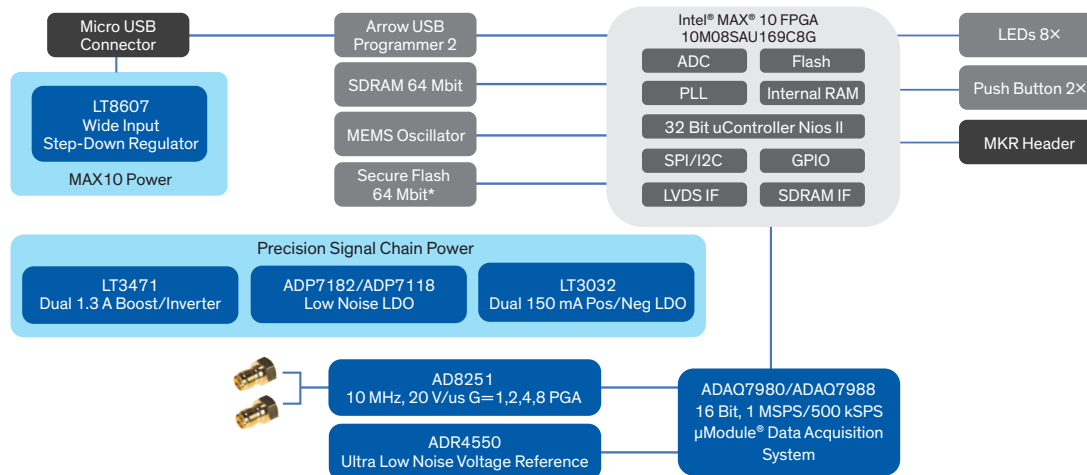 Micro USB
Connector
Arrow USB
Programmer 2
Intel® MAX® 10 FPGA
10M08SAU169C8G
LEDs 8×
ADC
Flash
SDRAM 64 Mbit
PLL
Internal RAM
Push Button 2×
LT8607
Wide Input
Step-Down Regulator
MAX10 Power
MEMS Oscillator
32 Bit uController Nios II
MKR Header
Secure Flash
64 Mbit*
SPI/I2C
GPIO
LVDS IF
SDRAM IF
Precision Signal Chain Power
LT3471
Dual 1.3 A Boost/Inverter
ADP7182/ADP7118
Low Noise LDO
LT3032
Dual 150 mA Pos/Neg LDO
AD8251
10 MHz, 20 V/us G=1,2,4,8 PGA
ADR4550
Ultra Low Noise Voltage Reference
ADAQ7980/ADAQ7988
16 Bit, 1 MSPS/500 kSPS
µModule® Data Acquisition
System